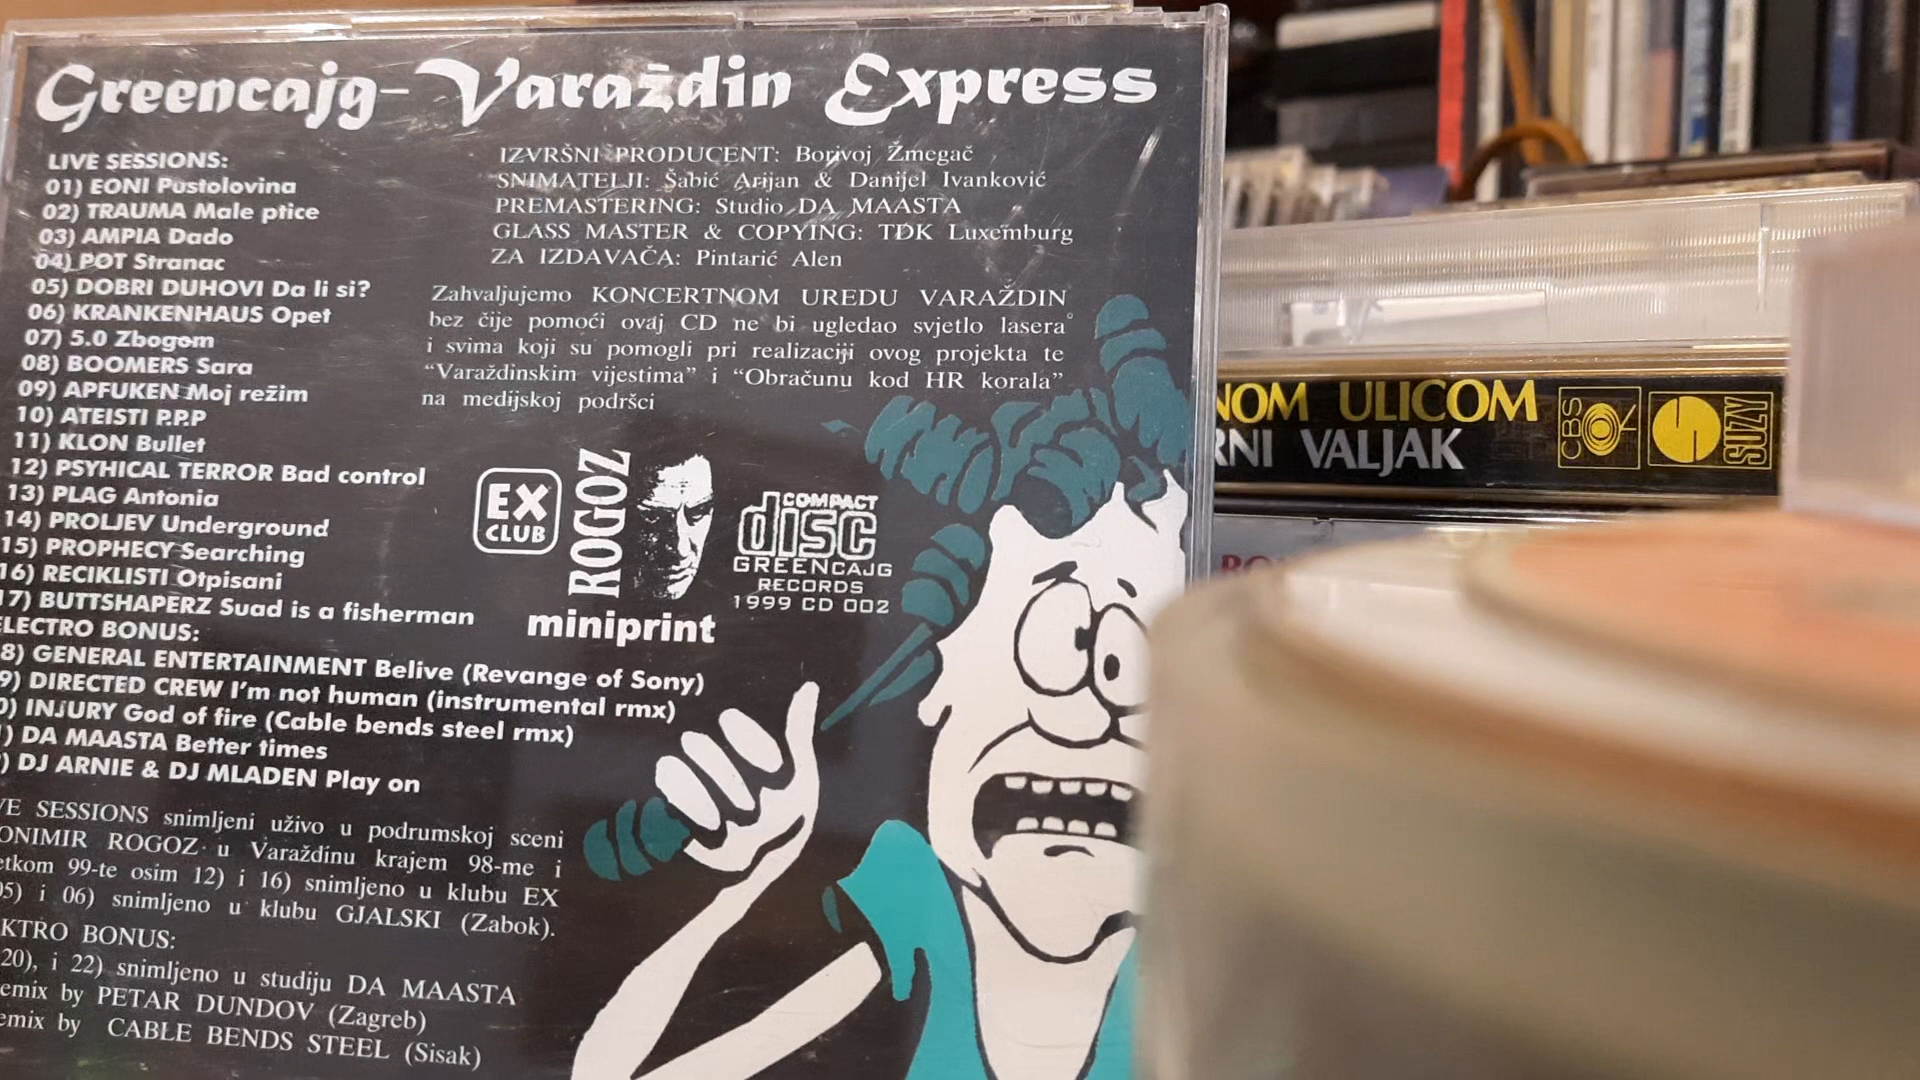 Greencajg- Varaždin Express
LIVE SESSIONS:
01) EONI Pustolovina
02) TRAUMA Male ptice
03) AMPIA Dado
04) POT Stranac
05) DOBRI DUHOVI Da li si?
06) KRANKENHAUS Opet
07) 5.0 Zbogom
08) BOOMERS Sara
09) APFUKEN Moj režim
10) ATEISTI P.P.P
11) KLON Bullet
12) PSYHICAL TERROR Bad control
13) PLAG Antonia
14) PROLJEV Underground
15) PROPHECY Searching
16) RECIKLISTI Otpisani
17) BUTTSHAPERZ Suad is a fisherman
LECTRO BONUS:
8) GENERAL ENTERTAINMENT Belive (Revange of Sony)
9) DIRECTED CREW I'm not human (instrumental rmx)
0) INJURY God of fire (Cable bends steel rmx)
) DA MAASTA Better times
) DJ ARNIE & DJ MLADEN Play on
VE SESSIONS snimljeni uživo u podrumskoj sceni
ONIMIR ROGOZ u Varaždinu krajem 98-me i
etkom 99-te osim 12) i 16) snimljeno u klubu EX
05) i 06) snimljeno u klubu GJALSKI (Zabok).
KTRO BONUS:
20), i 22) snimljeno u studiju DA MAASTA
emix by PETAR DUNDOV (Zagreb)
emix by CABLE BENDS STEEL (Sisak)
IZVRŠNI PRODUCENT: Borivoj Žmegač
SNIMATELJI: Šabić Arijan & Danijel Ivanković
PREMASTERING: Studio DA MAASTA
GLASS MASTER & COPYING: TDK Luxemburg
ZA IZDAVAČA: Pintarić Alen
Zahvaljujemo KONCERTNOM UREDU VARAŽDIN
bez čije pomoći ovaj CD ne bi ugledao svjetlo lasera
i svima koji su pomogli pri realizaciji ovog projekta te
"Varaždinskim vijestima" i "Obračunu kod HR korala"
na medijskoj podršci
EX
CLUB
ROGOZ
miniprint
COMPACT
disc
GREENCAJG
RECORDS
1999 CD 002
NOM ULICOM
RNI VALJAK
CBS
SUZY